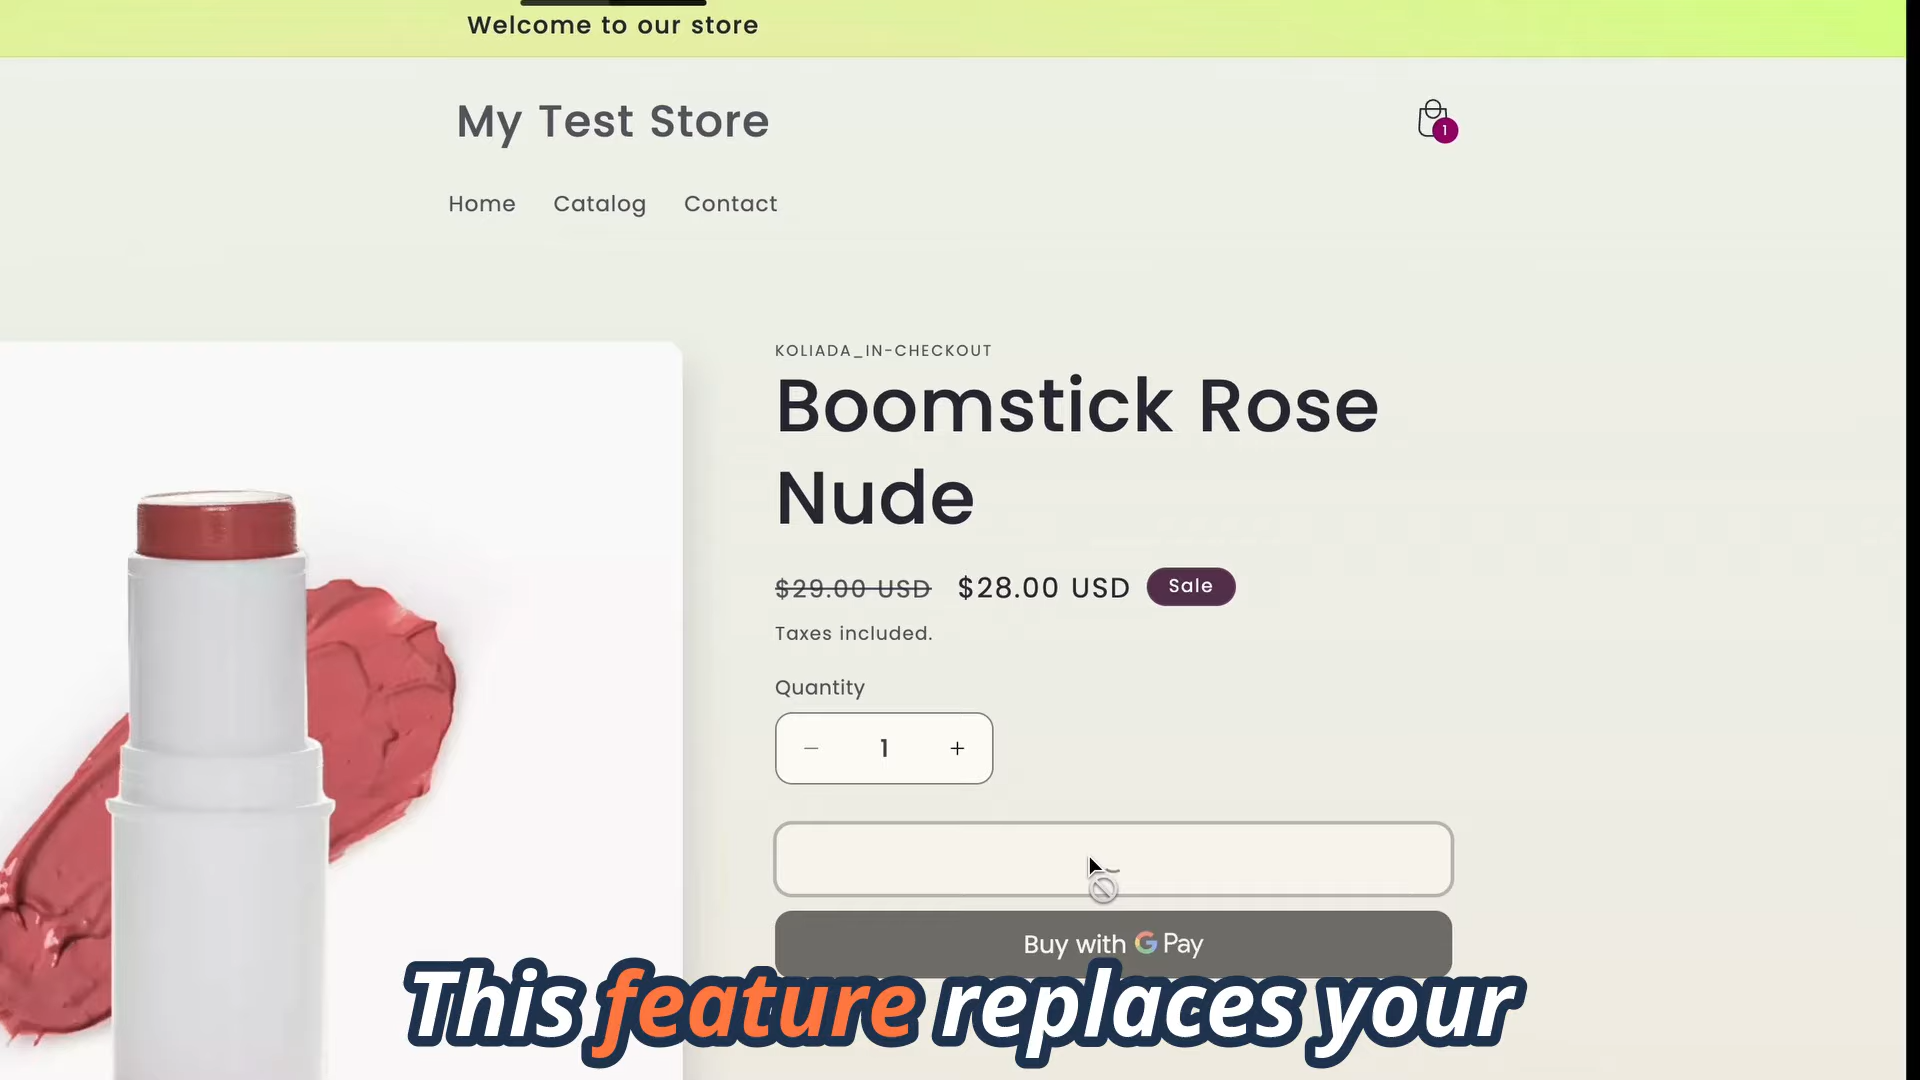 Welcome to our store
My Test Store
1
Home Catalog Contact
KOLIADA_IN-CHECKOUT
Boomstick Rose
Nude
$29.00 USD $28.00 USD Sale
Taxes included.
Quantity
− 1 +
Buy with G Pay
This feature replaces your